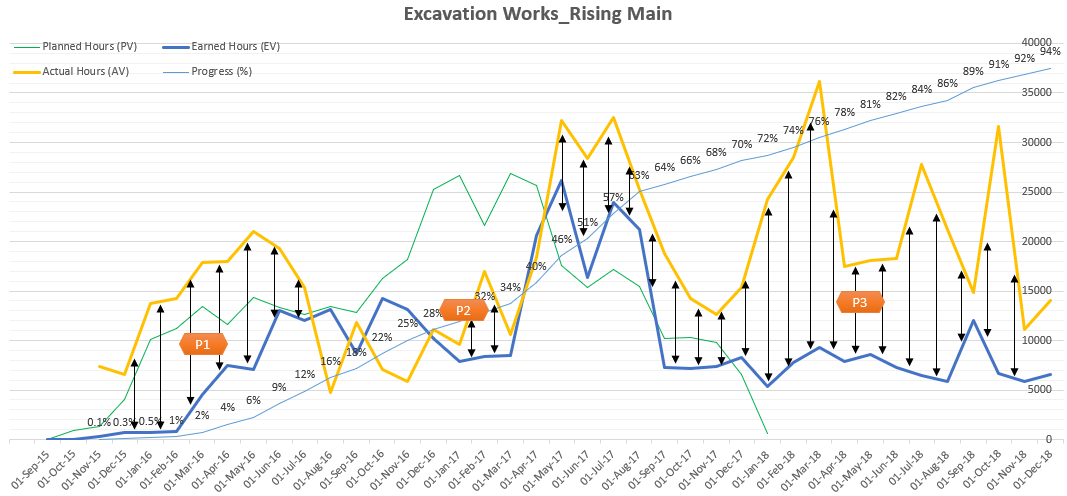 Excavation Works_Rising Main
Planned Hours (PV)
Earned Hours (EV)
Actual Hours (AV)
Progress (%)
40000
35000
30000
25000
20000
15000
10000
5000
0
0.1%
0.3%
0.5%
1%
2%
4%
6%
9%
12%
16%
18%
22%
25%
28%
32%
34%
40%
46%
51%
57%
63%
64%
66%
68%
70%
72%
74%
76%
78%
81%
82%
84%
86%
89%
91%
92%
94%
P1
P2
P3
01-Sep-15
01-Oct-15
01-Nov-15
01-Dec-15
01-Jan-16
01-Feb-16
01-Mar-16
01-Apr-16
01-May-16
01-Jun-16
01-Jul-16
01-Aug-16
01-Sep-16
01-Oct-16
01-Nov-16
01-Dec-16
01-Jan-17
01-Feb-17
01-Mar-17
01-Apr-17
01-May-17
01-Jun-17
01-Jul-17
01-Aug-17
01-Sep-17
01-Oct-17
01-Nov-17
01-Dec-17
01-Jan-18
01-Feb-18
01-Mar-18
01-Apr-18
01-May-18
01-Jun-18
01-Jul-18
01-Aug-18
01-Sep-18
01-Oct-18
01-Nov-18
01-Dec-18